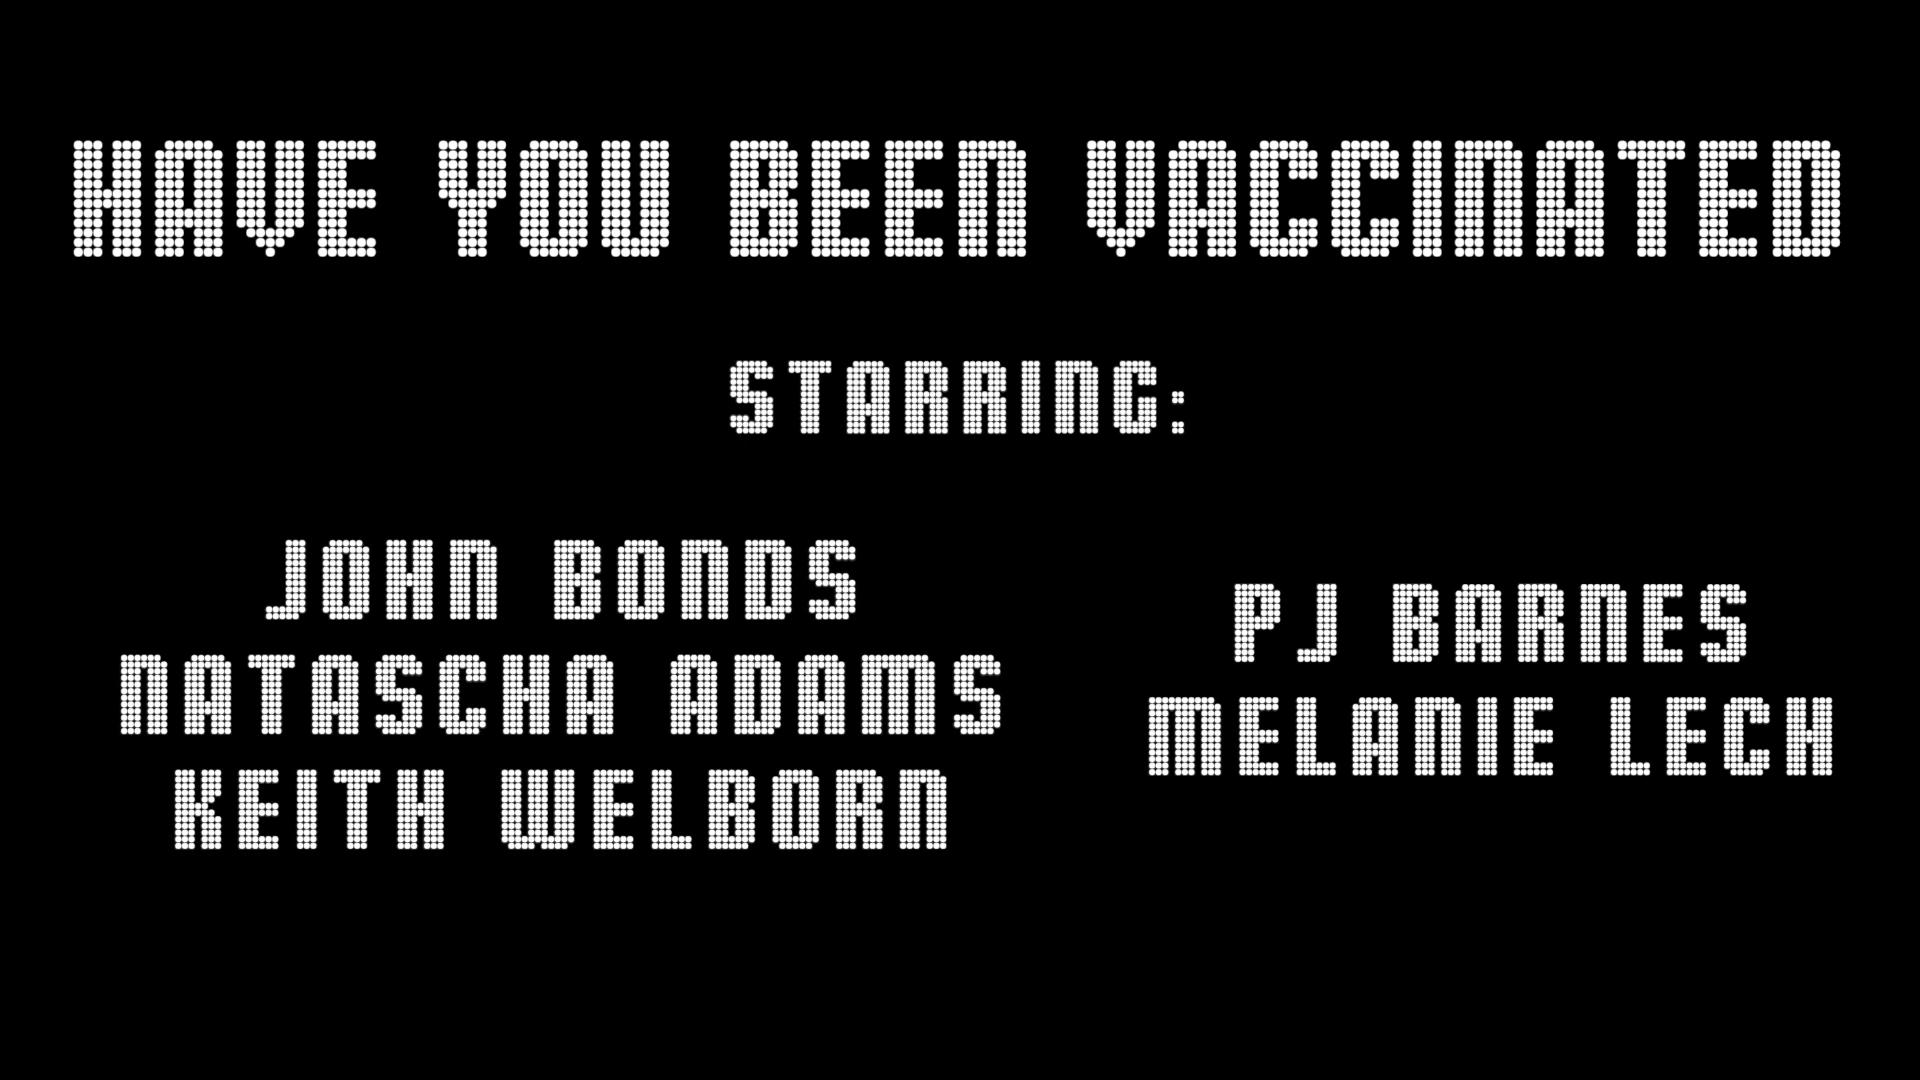 HAVE YOU BEEN VACCINATED
STARRING:
JOHN BONDS
NATASCHA ADAMS
KEITH WELBORN
PJ BARNES
MELANIE LECH